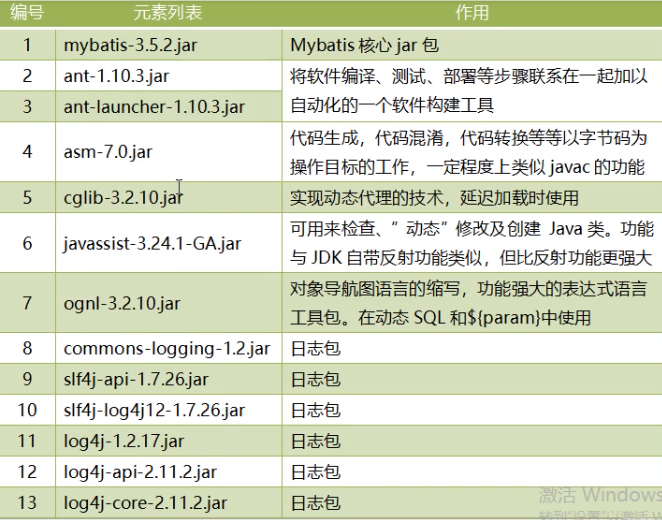 编号 元素列表 作用
1 mybatis-3.5.2.jar Mybatis 核心 jar 包
2 ant-1.10.3.jar 将软件编译、测试、部署等步骤联系在一起加以
3 ant-launcher-1.10.3.jar 自动化的一个软件构建工具
4 asm-7.0.jar 代码生成，代码混淆，代码转换等等以字节码为
操作目标的工作，一定程度上类似 javac 的功能
5 cglib-3.2.10.jar 实现动态代理的技术，延迟加载时使用
6 javassist-3.24.1-GA.jar 可用来检查、” 动态” 修改及创建 Java 类。功能
与 JDK 自带反射功能类似，但比反射功能更强大
7 ognl-3.2.10.jar 对象导航图语言的缩写，功能强大的表达式语言
工具包。在动态 SQL 和${param}中使用
8 commons-logging-1.2.jar 日志包
9 slf4j-api-1.7.26.jar 日志包
10 slf4j-log4j12-1.7.26.jar 日志包
11 log4j-1.2.17.jar 日志包
12 log4j-api-2.11.2.jar 日志包
13 log4j-core-2.11.2.jar 日志包
激活 Windows
转到“设置”以激活 W